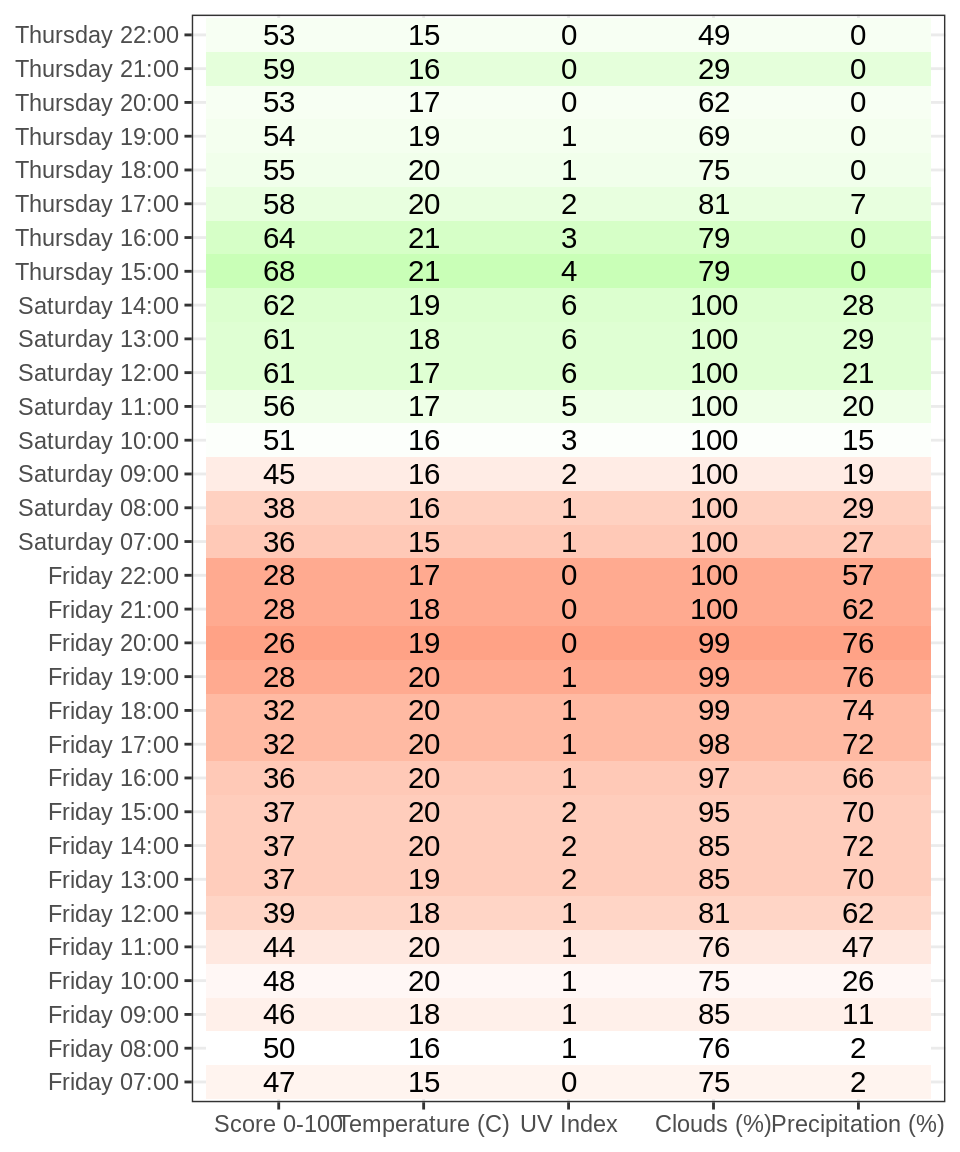 Thursday 22:00 53 15 0 49 0
Thursday 21:00 59 16 0 29 0
Thursday 20:00 53 17 0 62 0
Thursday 19:00 54 19 1 69 0
Thursday 18:00 55 20 1 75 0
Thursday 17:00 58 20 2 81 7
Thursday 16:00 64 21 3 79 0
Thursday 15:00 68 21 4 79 0
Saturday 14:00 62 19 6 100 28
Saturday 13:00 61 18 6 100 29
Saturday 12:00 61 17 6 100 21
Saturday 11:00 56 17 5 100 20
Saturday 10:00 51 16 3 100 15
Saturday 09:00 45 16 2 100 19
Saturday 08:00 38 16 1 100 29
Saturday 07:00 36 15 1 100 27
Friday 22:00 28 17 0 100 57
Friday 21:00 28 18 0 100 62
Friday 20:00 26 19 0 99 76
Friday 19:00 28 20 1 99 76
Friday 18:00 32 20 1 99 74
Friday 17:00 32 20 1 98 72
Friday 16:00 36 20 1 97 66
Friday 15:00 37 20 2 95 70
Friday 14:00 37 20 2 85 72
Friday 13:00 37 19 2 85 70
Friday 12:00 39 18 1 81 62
Friday 11:00 44 20 1 76 47
Friday 10:00 48 20 1 75 26
Friday 09:00 46 18 1 85 11
Friday 08:00 50 16 1 76 2
Friday 07:00 47 15 0 75 2
Score 0-100 Temperature (C) UV Index Clouds (%) Precipitation (%)